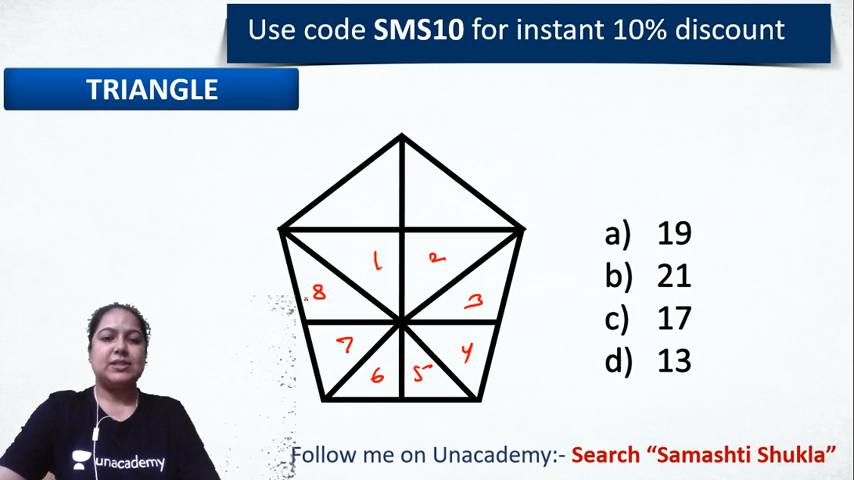 Use code SMS10 for instant 10% discount
TRIANGLE
1 2
8 3
7 4
6 5
a) 19
b) 21
c) 17
d) 13
unacademy
Follow me on Unacademy:- Search “Samashti Shukla”